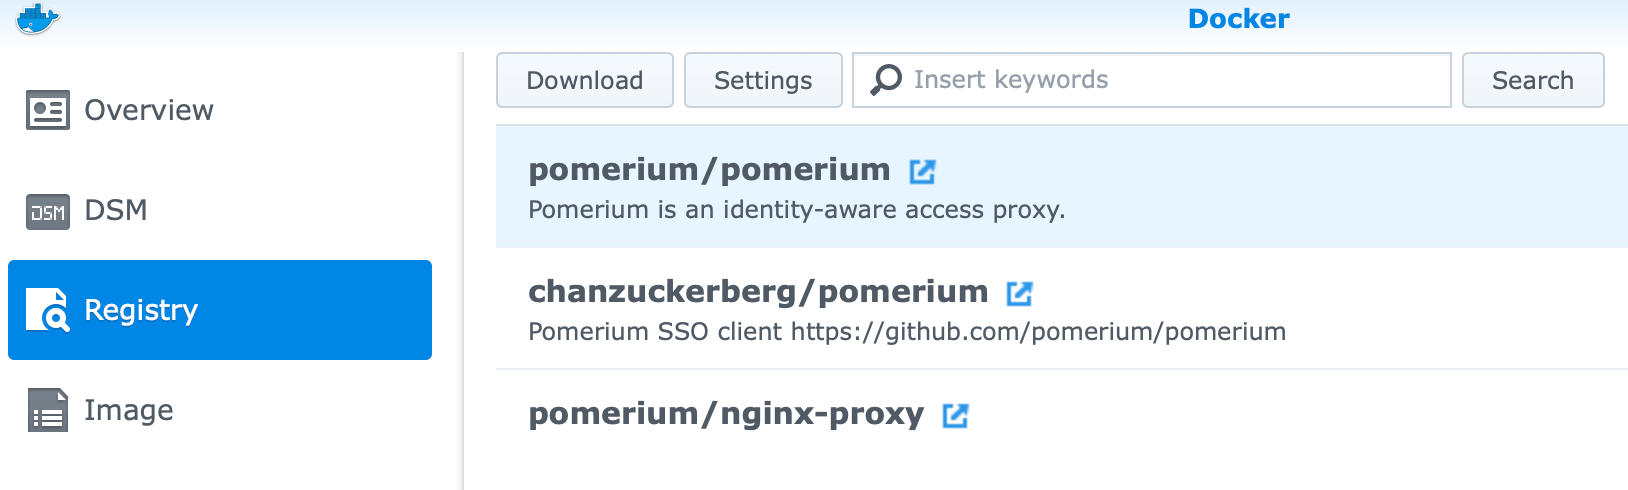 Docker
Overview
DSM
DSM
Registry
Image
Download Settings Insert keywords Search
pomerium/pomerium
Pomerium is an identity-aware access proxy.
chanzuckerberg/pomerium
Pomerium SSO client https://github.com/pomerium/pomerium
pomerium/nginx-proxy